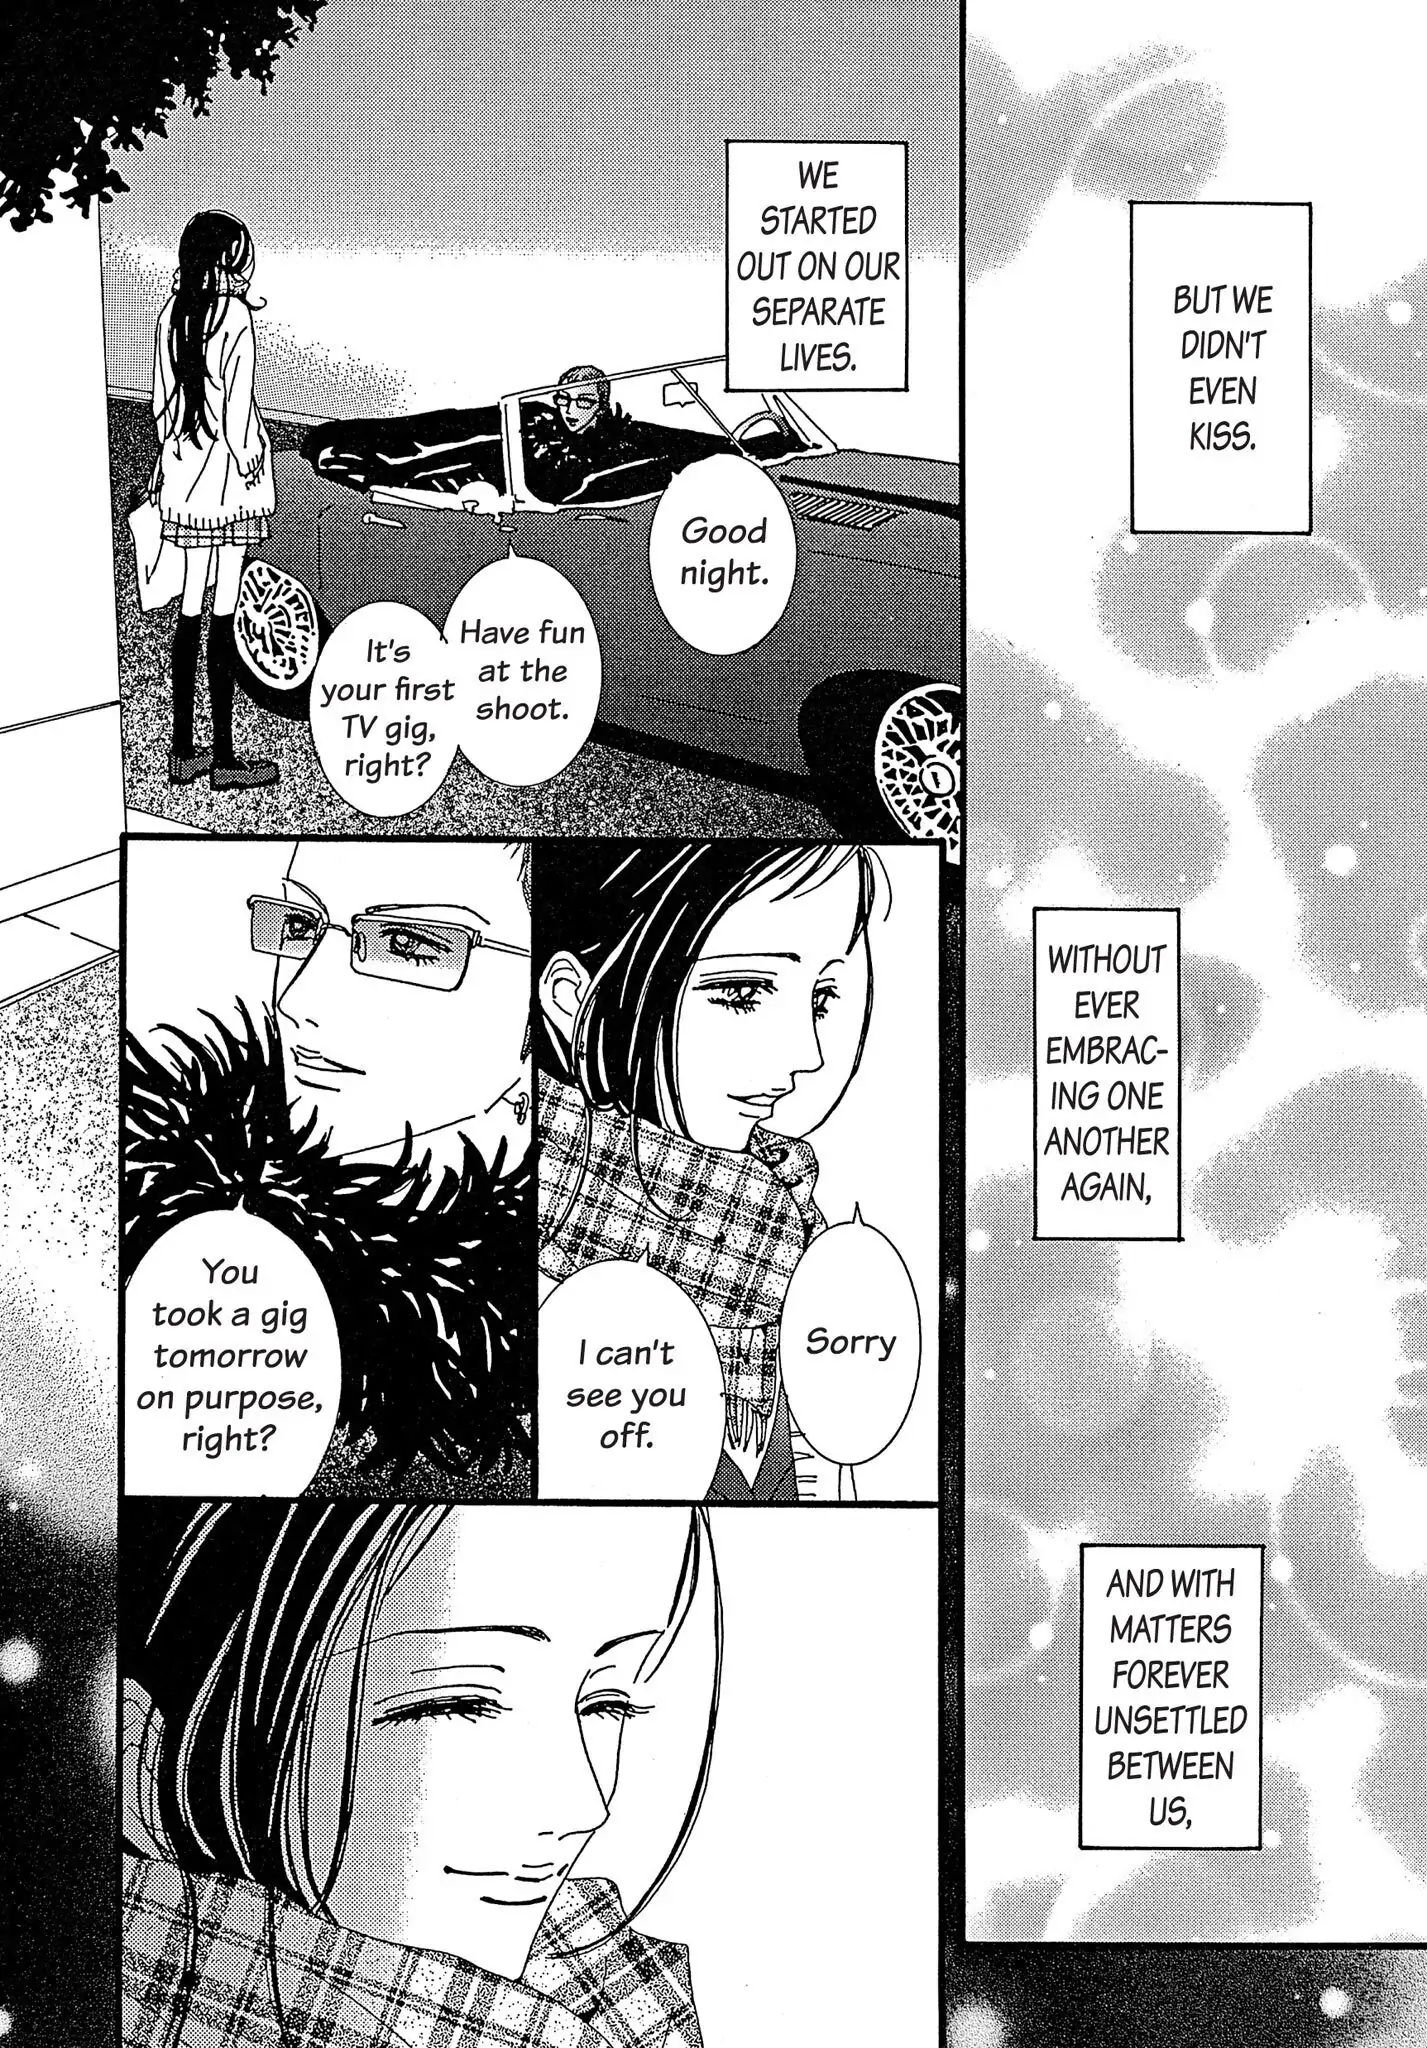 BUT WE
DIDN'T
EVEN
KISS.
WITHOUT
EVER
EMBRAC-
ING ONE
ANOTHER
AGAIN,
AND WITH
MATTERS
FOREVER
UNSETTLED
BETWEEN
US,
WE
STARTED
OUT ON OUR
SEPARATE
LIVES.
Good
night.
Have fun
at the
shoot.
It's
your first
TV gig,
right?
Sorry
I can't
see you
off.
You
took a gig
tomorrow
on purpose,
right?